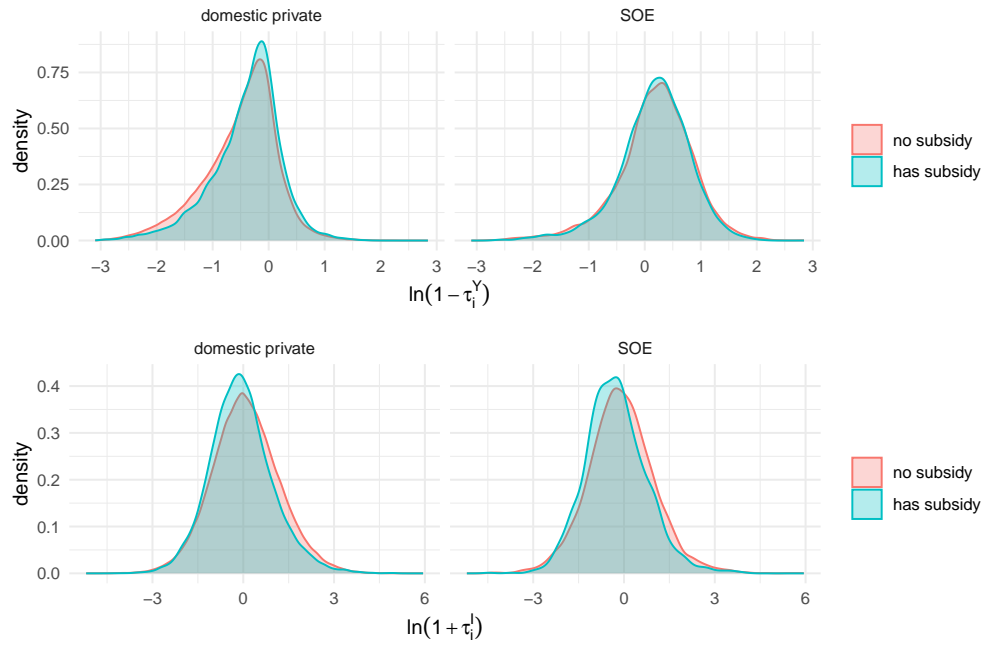 domestic private SOE
0.75
0.50
0.25
0.00
density
−3 −2 −1 0 1 2 3 −3 −2 −1 0 1 2 3
ln(1 − τᵢʸ)
no subsidy
has subsidy
domestic private SOE
0.4
0.3
0.2
0.1
0.0
density
−3 0 3 6 −3 0 3 6
ln(1 + τᵢᴵ)
no subsidy
has subsidy